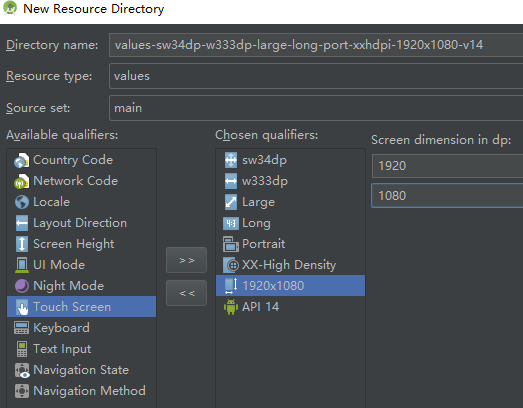 New Resource Directory
Directory name: values-sw34dp-w333dp-large-long-port-xxhdpi-1920x1080-v14
Resource type: values
Source set: main
Available qualifiers:
Country Code
Network Code
Locale
Layout Direction
Screen Height
UI Mode
Night Mode
Touch Screen
Keyboard
Text Input
Navigation State
Navigation Method
>>
<<
Chosen qualifiers:
sw34dp
w333dp
Large
Long
Portrait
XX-High Density
1920x1080
API 14
Screen dimension in dp:
1920
1080